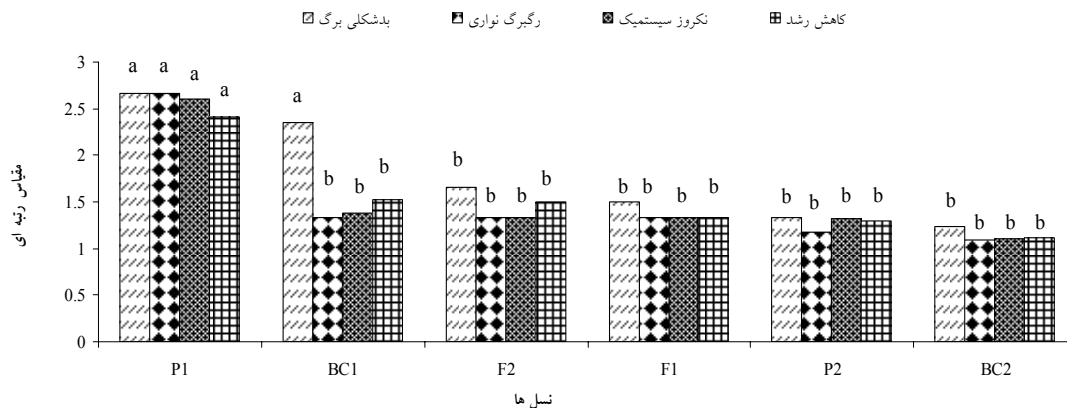 بدشکلی برگ رگبرگ نواری نکروز سیستمیک کاهش رشد
3
2.5
2
1.5
1
0.5
0
مقیاس رتبه ای
a a a a
a b b b
b b b b
b b b b
b b b b
b b b b
P1 BC1 F2 F1 P2 BC2
نسل ها